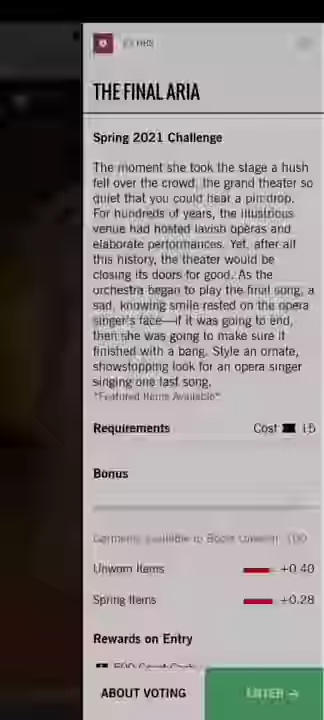 THE FINAL ARIA
Spring 2021 Challenge
The moment she took the stage a hush
fell over the crowd, the grand theater so
quiet that you could hear a pin drop.
For hundreds of years, the illustrious
venue had hosted lavish operas and
elaborate performances. Yet, after all
this history, the theater would be
closing its doors for good. As the
orchestra began to play the final song, a
sad, knowing smile rested on the opera
singer's face—if it was going to end,
then she was going to make sure it
finished with a bang. Style an ornate,
showstopping look for an opera singer
singing one last song.
*Featured Items Available*
Requirements Cost 15
Bonus
Garments available to Boost
Unworn Items +0.40
Spring Items +0.28
Rewards on Entry
ABOUT VOTING ENTER →